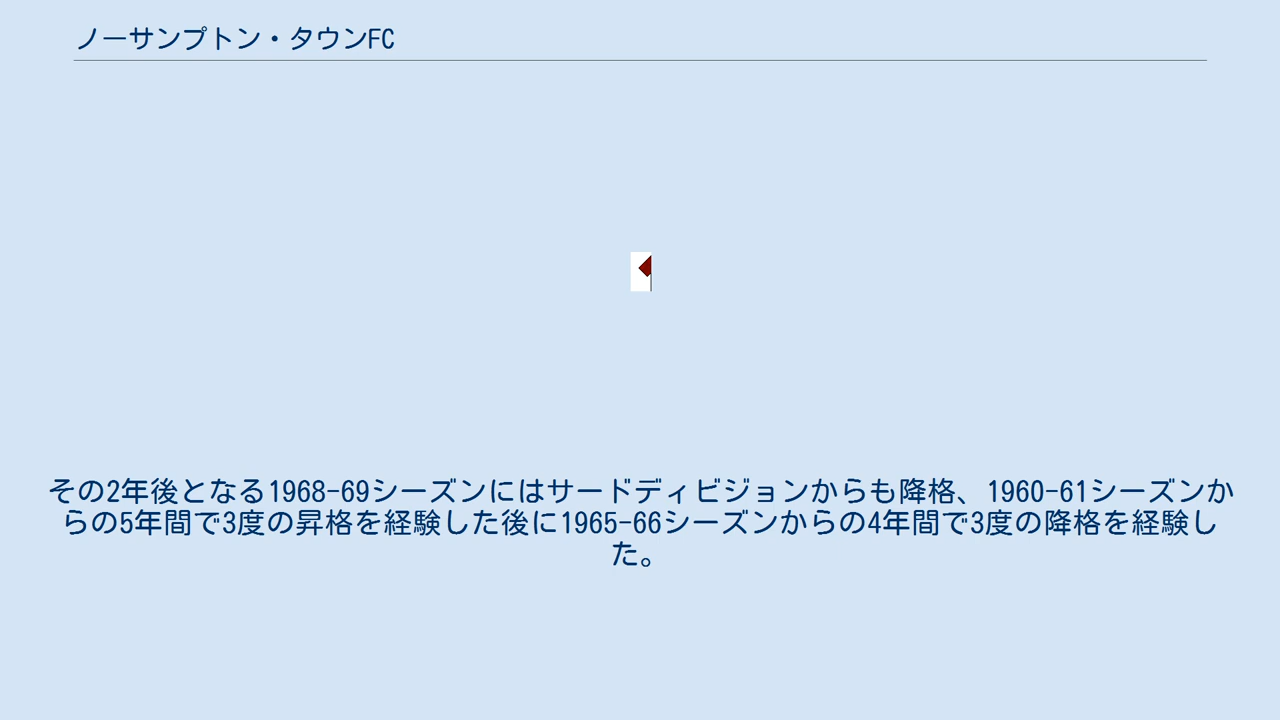 ノーサンプトン・タウンFC
その2年後となる1968-69シーズンにはサードディビジョンからも降格、1960-61シーズンか
らの5年間で3度の昇格を経験した後に1965-66シーズンからの4年間で3度の降格を経験し
た。